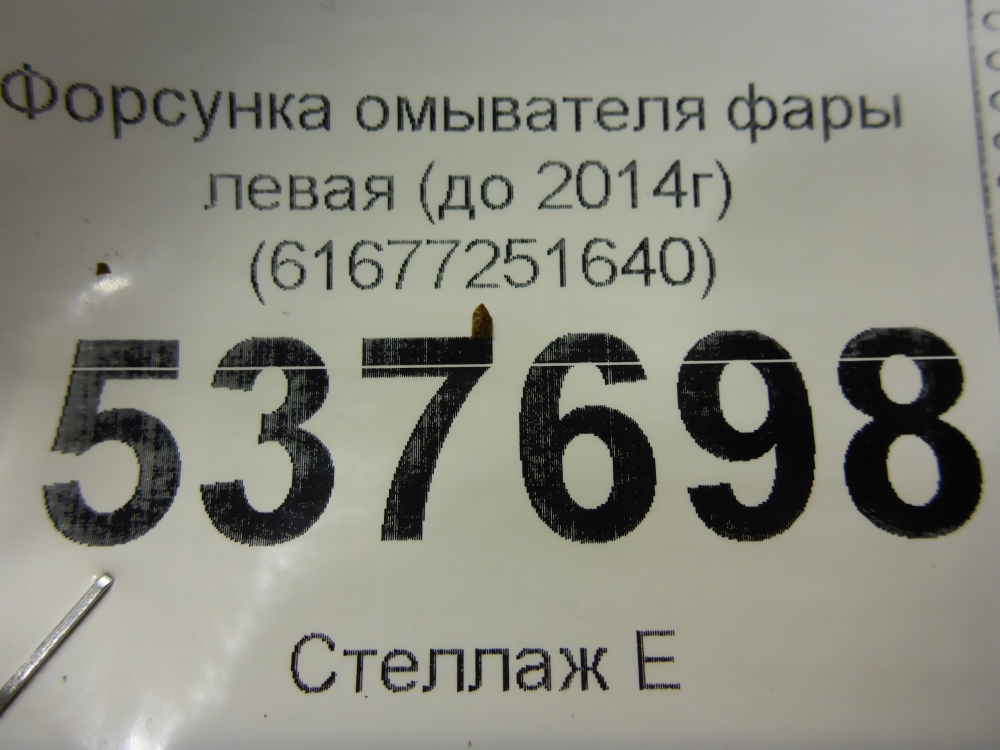 Форсунка омывателя фары
левая (до 2014г)
(61677251640)
537698
Стеллаж E